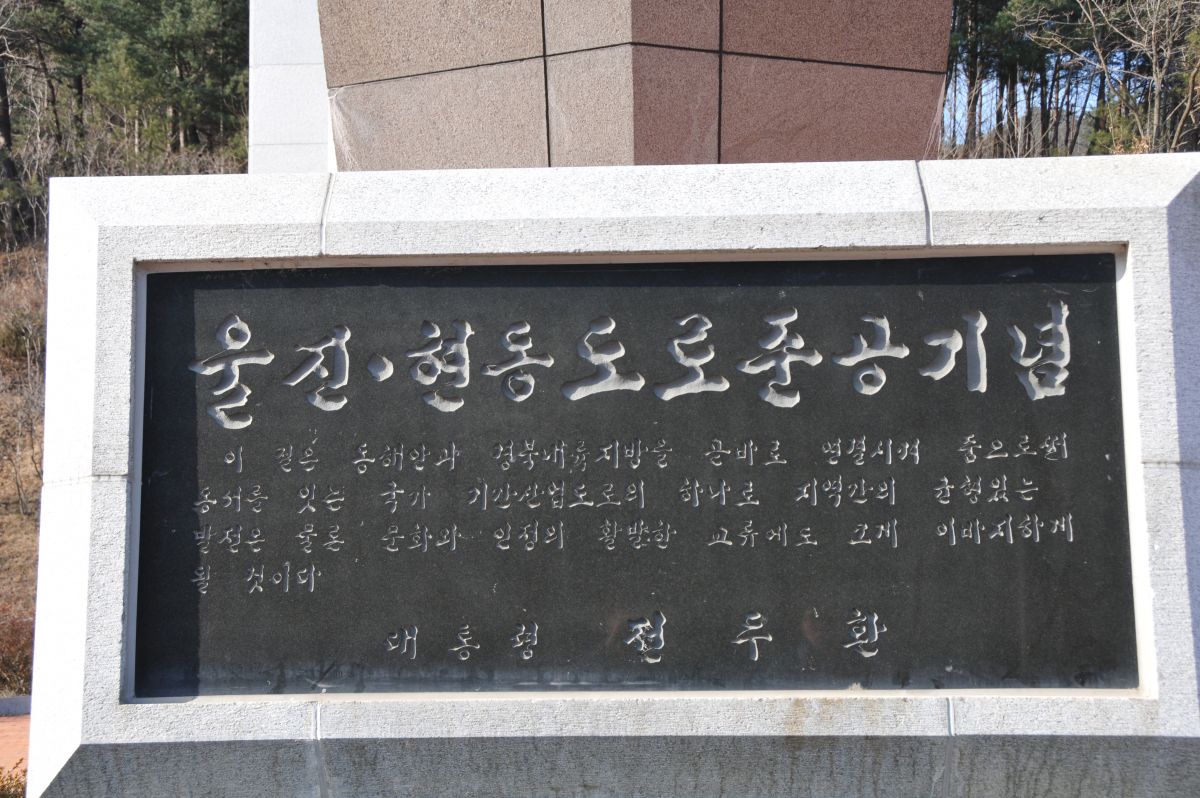 울진·현동도로준공기념
이 길은 동해안과 경북내륙지방을 곧바로 연결시켜 줌으로써
동서를 잇는 국가 기간산업도로의 하나로 지역간의 균형있는
발전은 물론 문화와 인정의 활발한 교류에도 크게 이바지하게
될 것이다
대통령 전두환